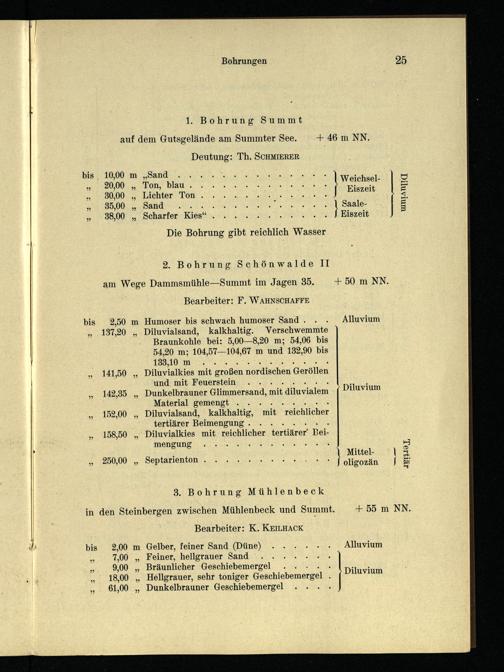 Bohrungen 25
1. Bohrung Summt
auf dem Gutsgelände am Summter See. + 46 m NN.
Deutung: Th. SCHMIERER
bis 10,00 m „Sand . . . . . . . . . . . . . . Weichsel-
„ 20,00 „ Ton, blau . . . . . . . . . . . . . Eiszeit
„ 30,00 „ Lichter Ton . . . . . . . . . . . .
„ 35,00 „ Sand . . . . . . . . . . . . . . Saale-
„ 38,00 „ Scharfer Kies“ . . . . . . . . . . . Eiszeit
Diluvium
Die Bohrung gibt reichlich Wasser
2. Bohrung Schönwalde II
am Wege Dammsmühle—Summt im Jagen 35. + 50 m NN.
Bearbeiter: F. WAHNSCHAFFE
bis 2,50 m Humoser bis schwach humoser Sand . . . Alluvium
„ 137,20 „ Diluvialsand, kalkhaltig. Verschwemmte
Braunkohle bei: 5,00—8,20 m; 54,06 bis
54,20 m; 104,57—104,67 m und 132,90 bis
133,10 m . . . . . . . . . . . .
„ 141,50 „ Diluvialkies mit großen nordischen Geröllen
und mit Feuerstein . . . . . . . .
„ 142,35 „ Dunkelbrauner Glimmersand, mit diluvialem Diluvium
Material gemengt . . . . . . . . .
„ 152,00 „ Diluvialsand, kalkhaltig, mit reichlicher
tertiärer Beimengung . . . . . . . .
„ 158,50 „ Diluvialkies mit reichlicher tertiärer Bei-
mengung . . . . . . . . . . . .
„ 250,00 „ Septarienton . . . . . . . . . . . . Mittel-
oligozän
Tertiär
3. Bohrung Mühlenbeck
in den Steinbergen zwischen Mühlenbeck und Summt. + 55 m NN.
Bearbeiter: K. KEILHACK
bis 2,00 m Gelber, feiner Sand (Düne) . . . . . . Alluvium
„ 7,00 „ Feiner, hellgrauer Sand . . . . . . .
„ 9,00 „ Bräunlicher Geschiebemergel . . . . . Diluvium
„ 18,00 „ Hellgrauer, sehr toniger Geschiebemergel .
„ 61,00 „ Dunkelbrauner Geschiebemergel . . . .